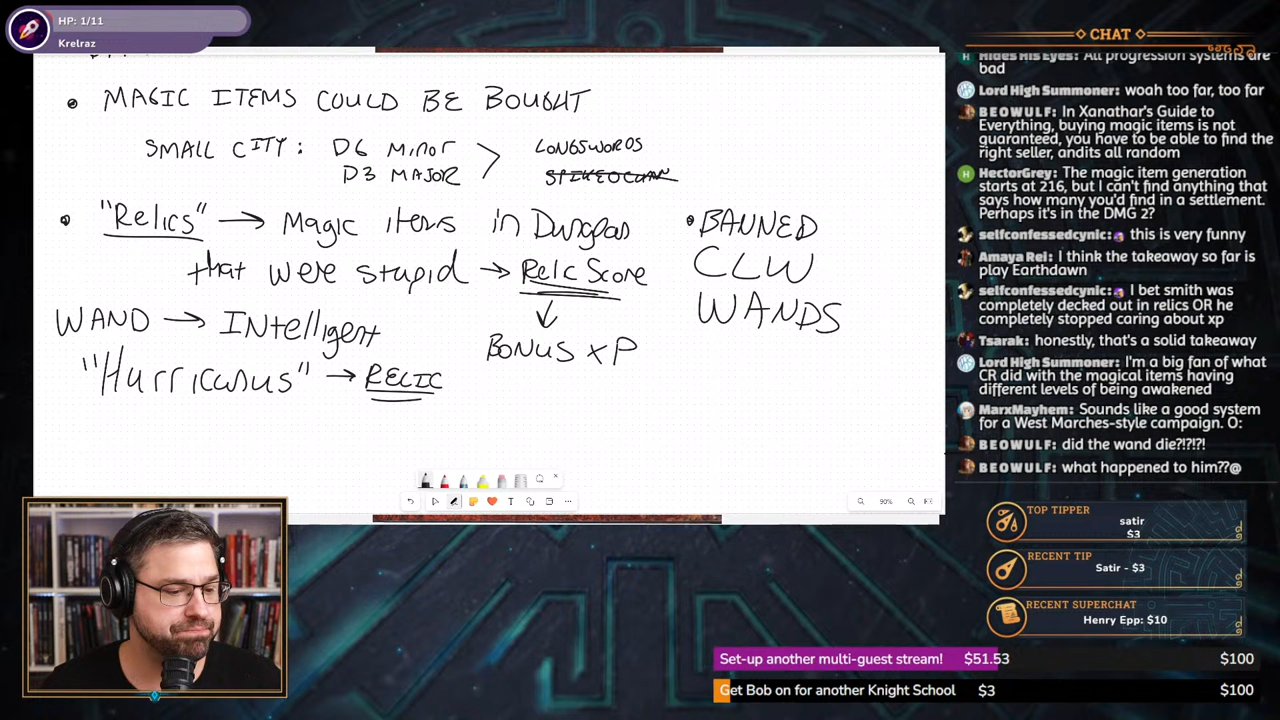 HP: 1/11
Krelraz
• MAGIC ITEMS COULD BE BOUGHT
SMALL CITY: D6 MINOR > LONGSWORDS
D3 MAJOR
• "Relics" → Magic items in Dungeon
that were stupid → Relc Score
↓
BONUS XP
WAND → INtelligent
"Hurricanus" → RELIC
• BANNED
CLW
WANDS
90%
CHAT
Hides His Eyes: All progression systems are
bad
Lord High Summoner: woah too far, too far
BEOWULF: In Xanathar's Guide to
Everything, buying magic items is not
guaranteed, you have to be able to find the
right seller, andits all random
HectorGrey: The magic item generation
starts at 216, but I can't find anything that
says how many you'd find in a settlement.
Perhaps it's in the DMG 2?
selfconfessedcynic: this is very funny
Amaya Rei: I think the takeaway so far is
play Earthdawn
selfconfessedcynic: I bet smith was
completely decked out in relics OR he
completely stopped caring about xp
Tsarak: honestly, that's a solid takeaway
Lord High Summoner: I'm a big fan of what
CR did with the magical items having
different levels of being awakened
MarxMayhem: Sounds like a good system
for a West Marches-style campaign. O:
BEOWULF: did the wand die?!?!?!
BEOWULF: what happened to him??@
TOP TIPPER
satir
$3
RECENT TIP
Satir - $3
RECENT SUPERCHAT
Henry Epp: $10
Set-up another multi-guest stream! $51.53 $100
Get Bob on for another Knight School $3 $100